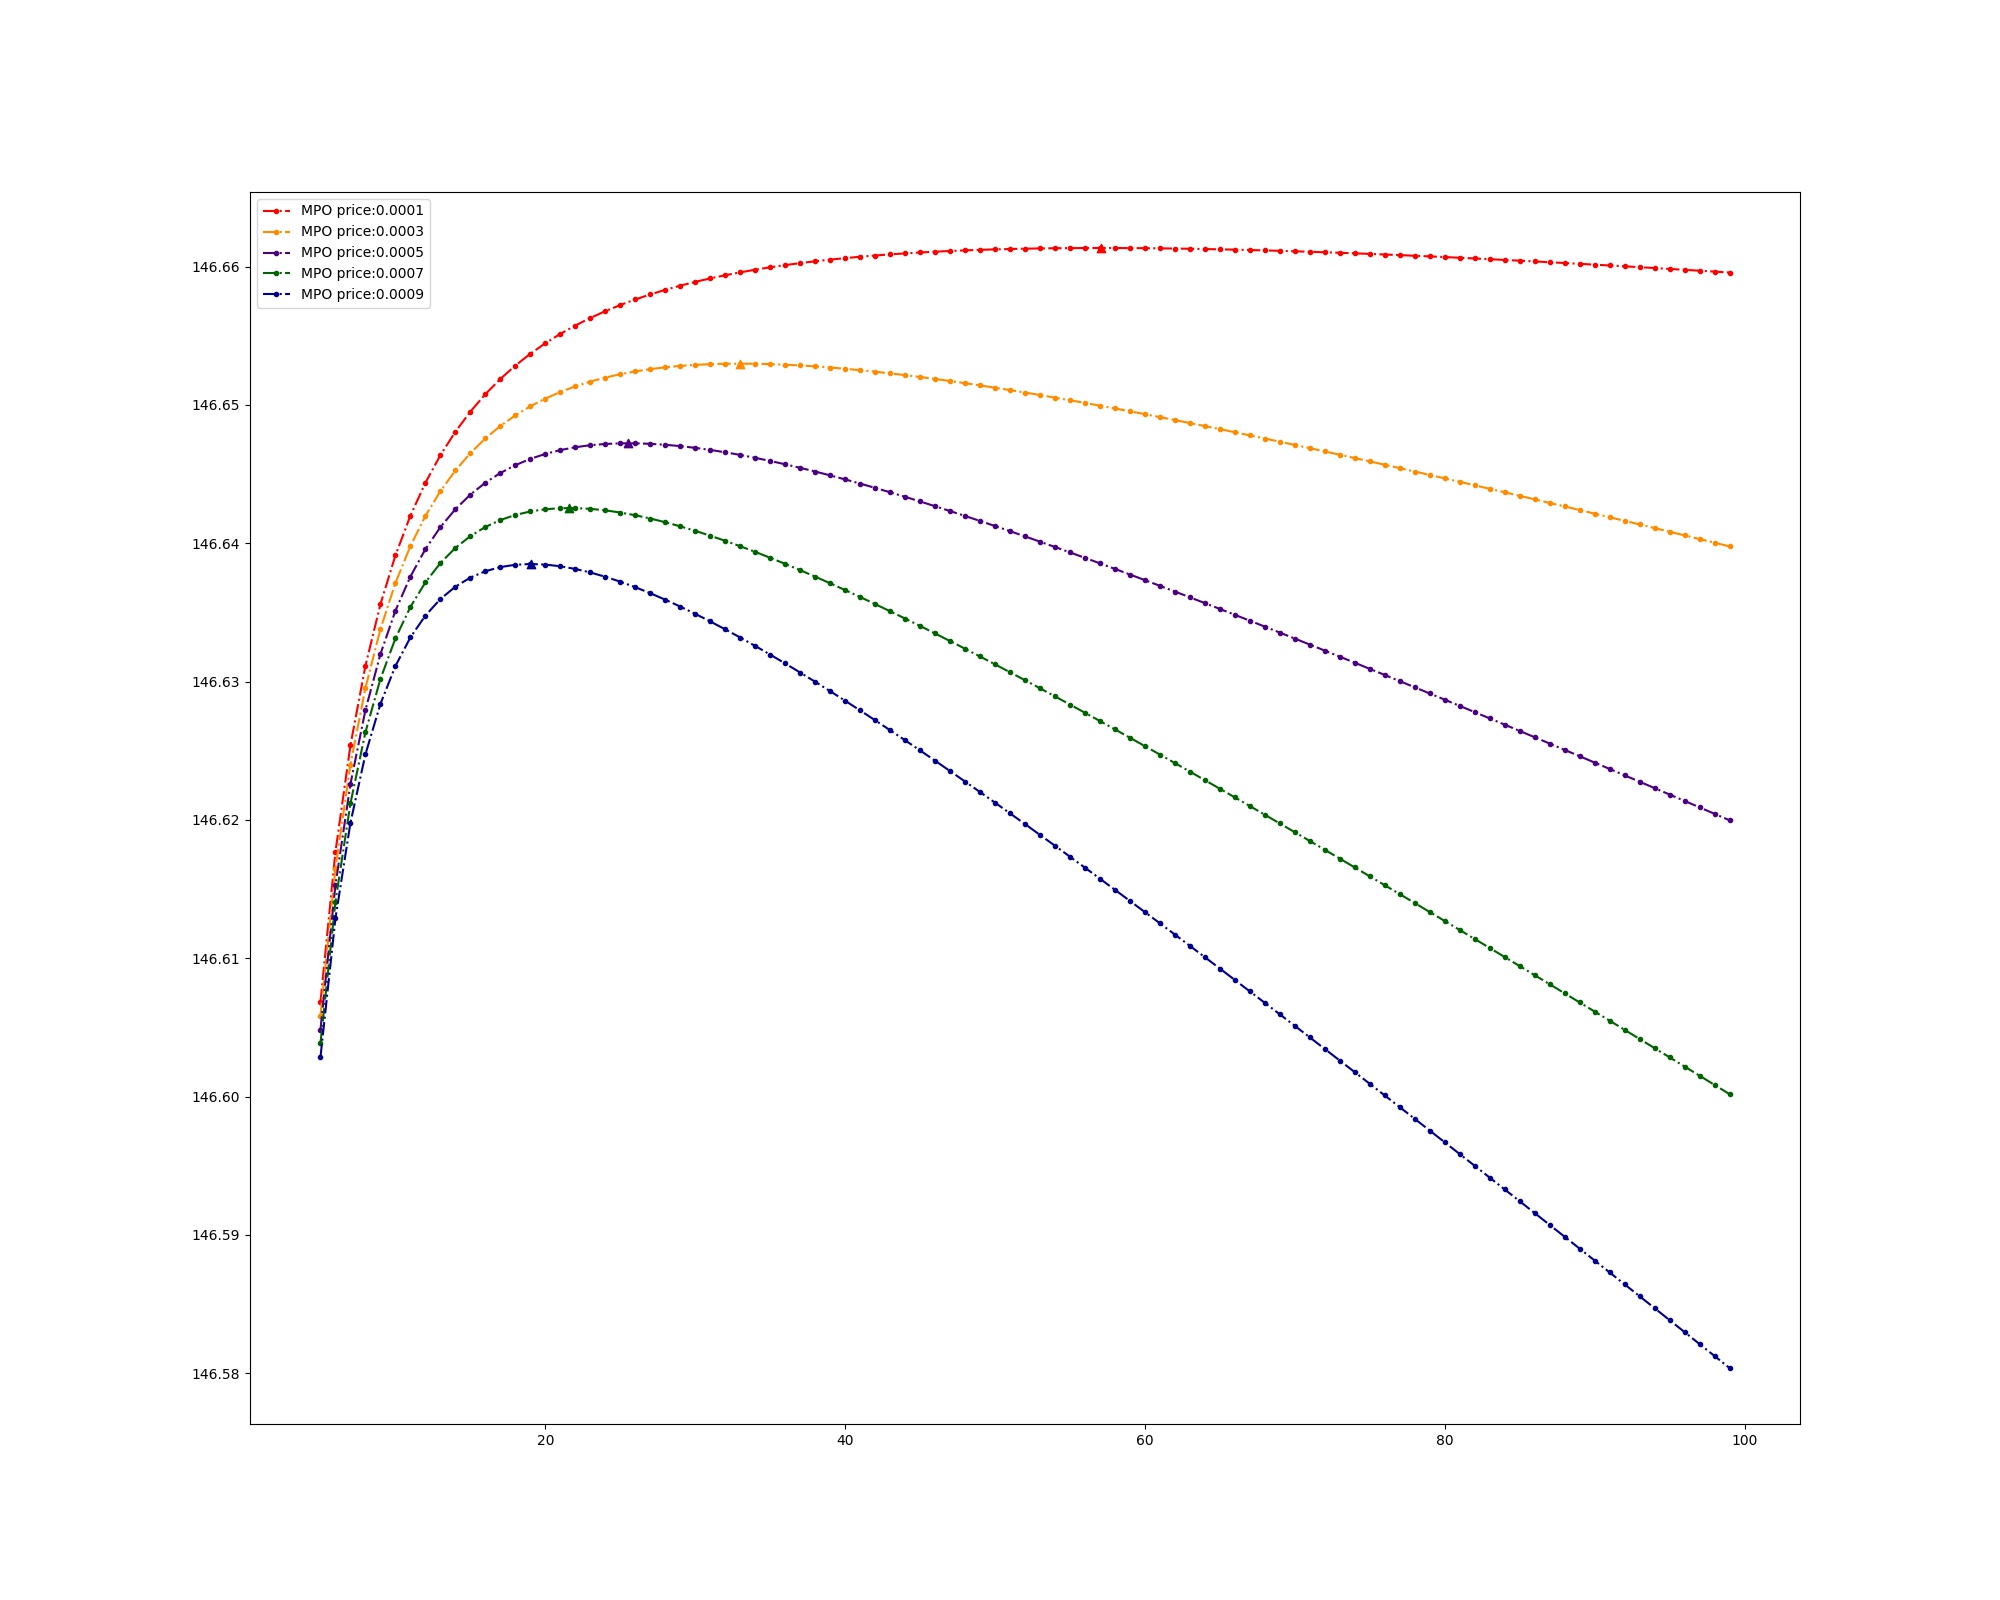 MPO price:0.0001
MPO price:0.0003
MPO price:0.0005
MPO price:0.0007
MPO price:0.0009
146.66
146.65
146.64
146.63
146.62
146.61
146.60
146.59
146.58
20 40 60 80 100